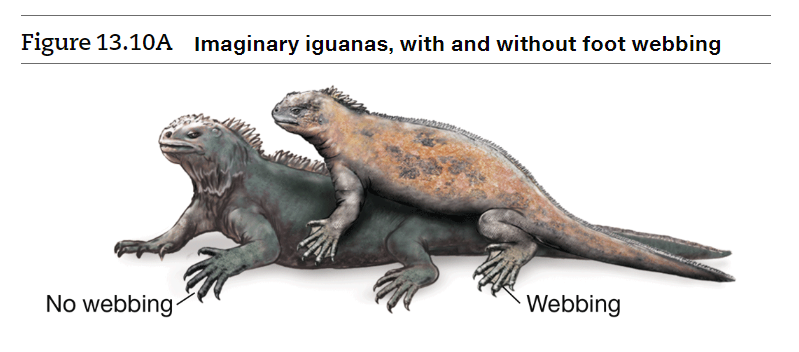 Figure 13.10A Imaginary iguanas, with and without foot webbing
No webbing
Webbing